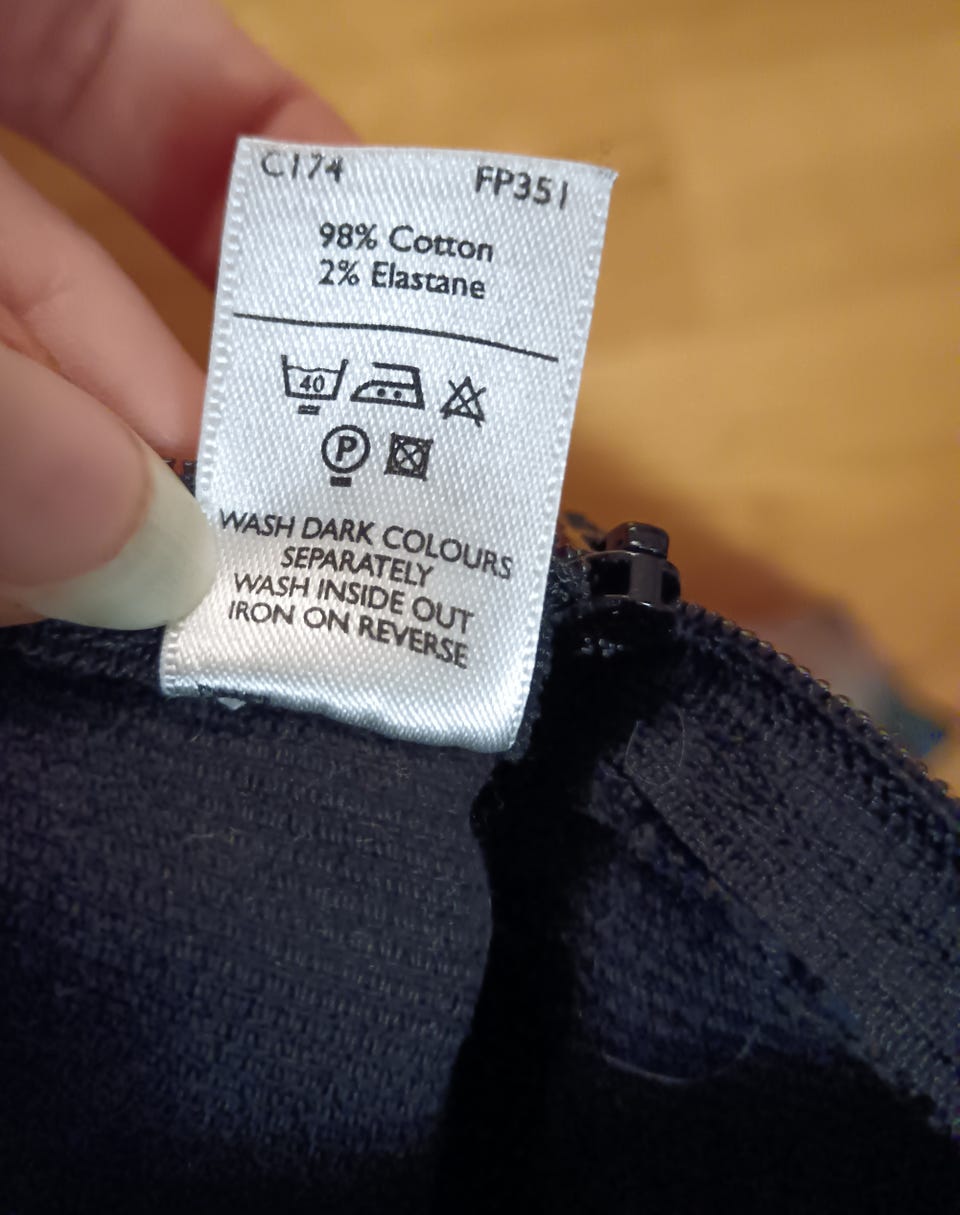 C174 FP351
98% Cotton
2% Elastane
40
P
WASH DARK COLOURS
SEPARATELY
WASH INSIDE OUT
IRON ON REVERSE